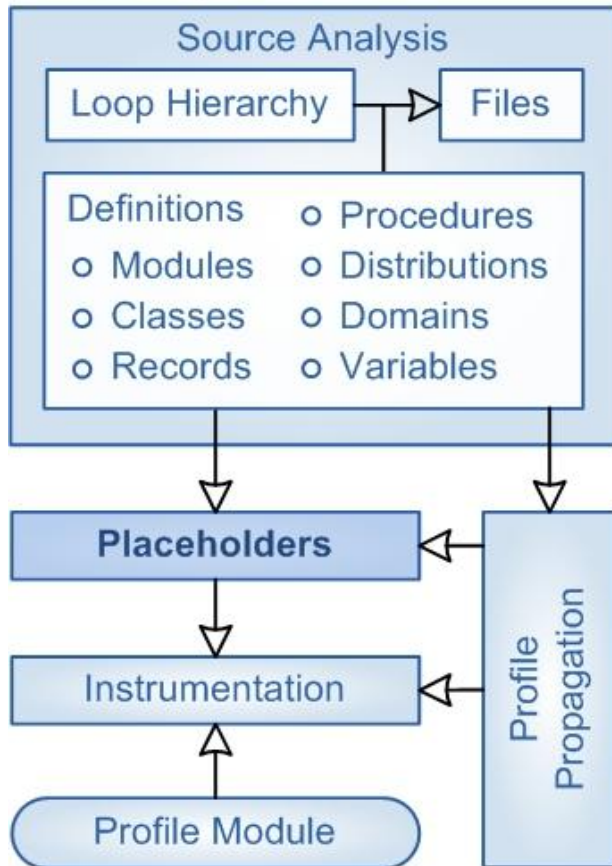 Source Analysis
Loop Hierarchy
Files
Definitions
Modules
Classes
Records
Procedures
Distributions
Domains
Variables
Placeholders
Instrumentation
Profile Module
Profile
Propagation